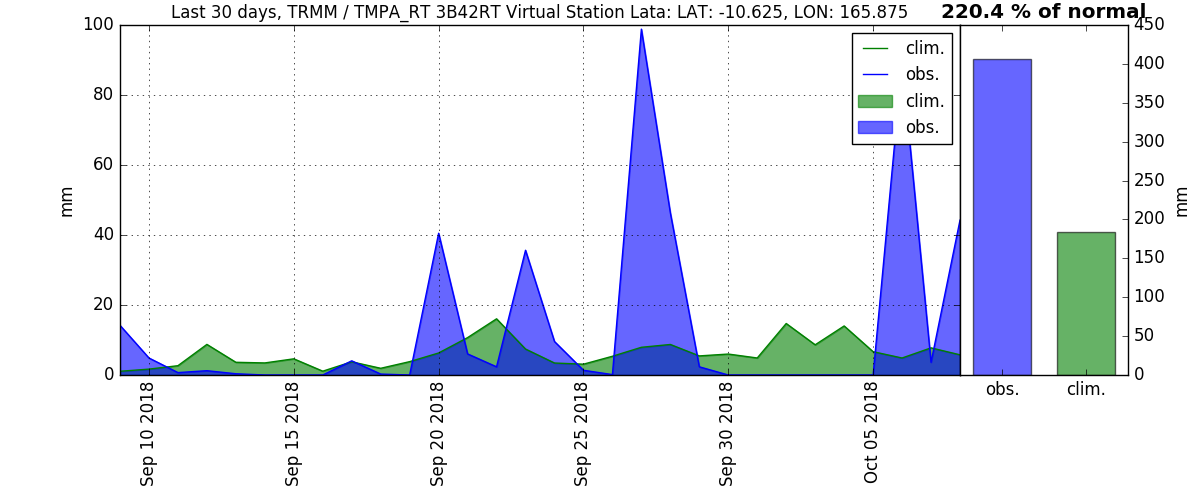 Last 30 days, TRMM / TMPA_RT 3B42RT Virtual Station Lata: LAT: -10.625, LON: 165.875
220.4 % of normal
100
80
60
40
20
0
mm
clim.
obs.
clim.
obs.
Sep 10 2018
Sep 15 2018
Sep 20 2018
Sep 25 2018
Sep 30 2018
Oct 05 2018
450
400
350
300
250
200
150
100
50
0
mm
obs.
clim.